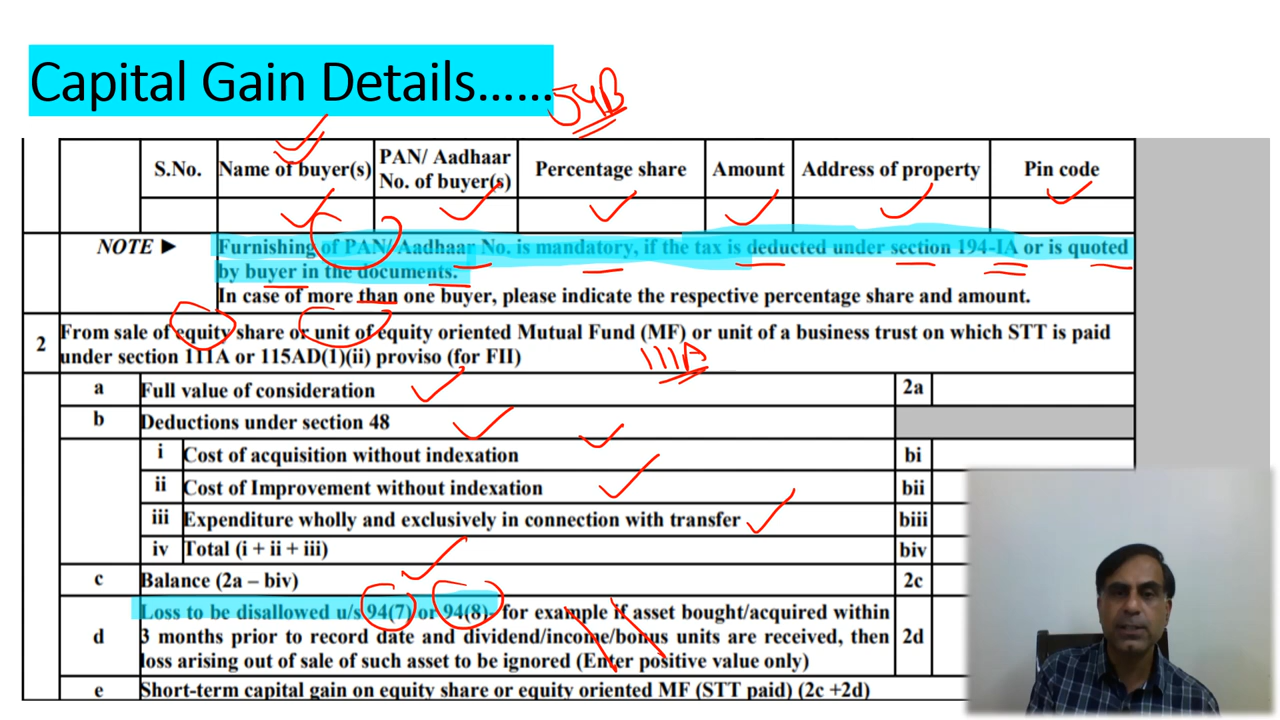 Capital Gain Details……
54B
S.No. Name of buyer(s) PAN/ Aadhaar No. of buyer(s) Percentage share Amount Address of property Pin code
NOTE ► Furnishing of PAN/ Aadhaar No. is mandatory, if the tax is deducted under section 194-IA or is quoted
by buyer in the documents.
In case of more than one buyer, please indicate the respective percentage share and amount.
2 From sale of equity share or unit of equity oriented Mutual Fund (MF) or unit of a business trust on which STT is paid
under section 111A or 115AD(1)(ii) proviso (for FII)
111A
a Full value of consideration 2a
b Deductions under section 48
i Cost of acquisition without indexation bi
ii Cost of Improvement without indexation bii
iii Expenditure wholly and exclusively in connection with transfer biii
iv Total (i + ii + iii) biv
c Balance (2a – biv) 2c
d Loss to be disallowed u/s 94(7) or 94(8)- for example if asset bought/acquired within
3 months prior to record date and dividend/income/bonus units are received, then 2d
loss arising out of sale of such asset to be ignored (Enter positive value only)
e Short-term capital gain on equity share or equity oriented MF (STT paid) (2c +2d)